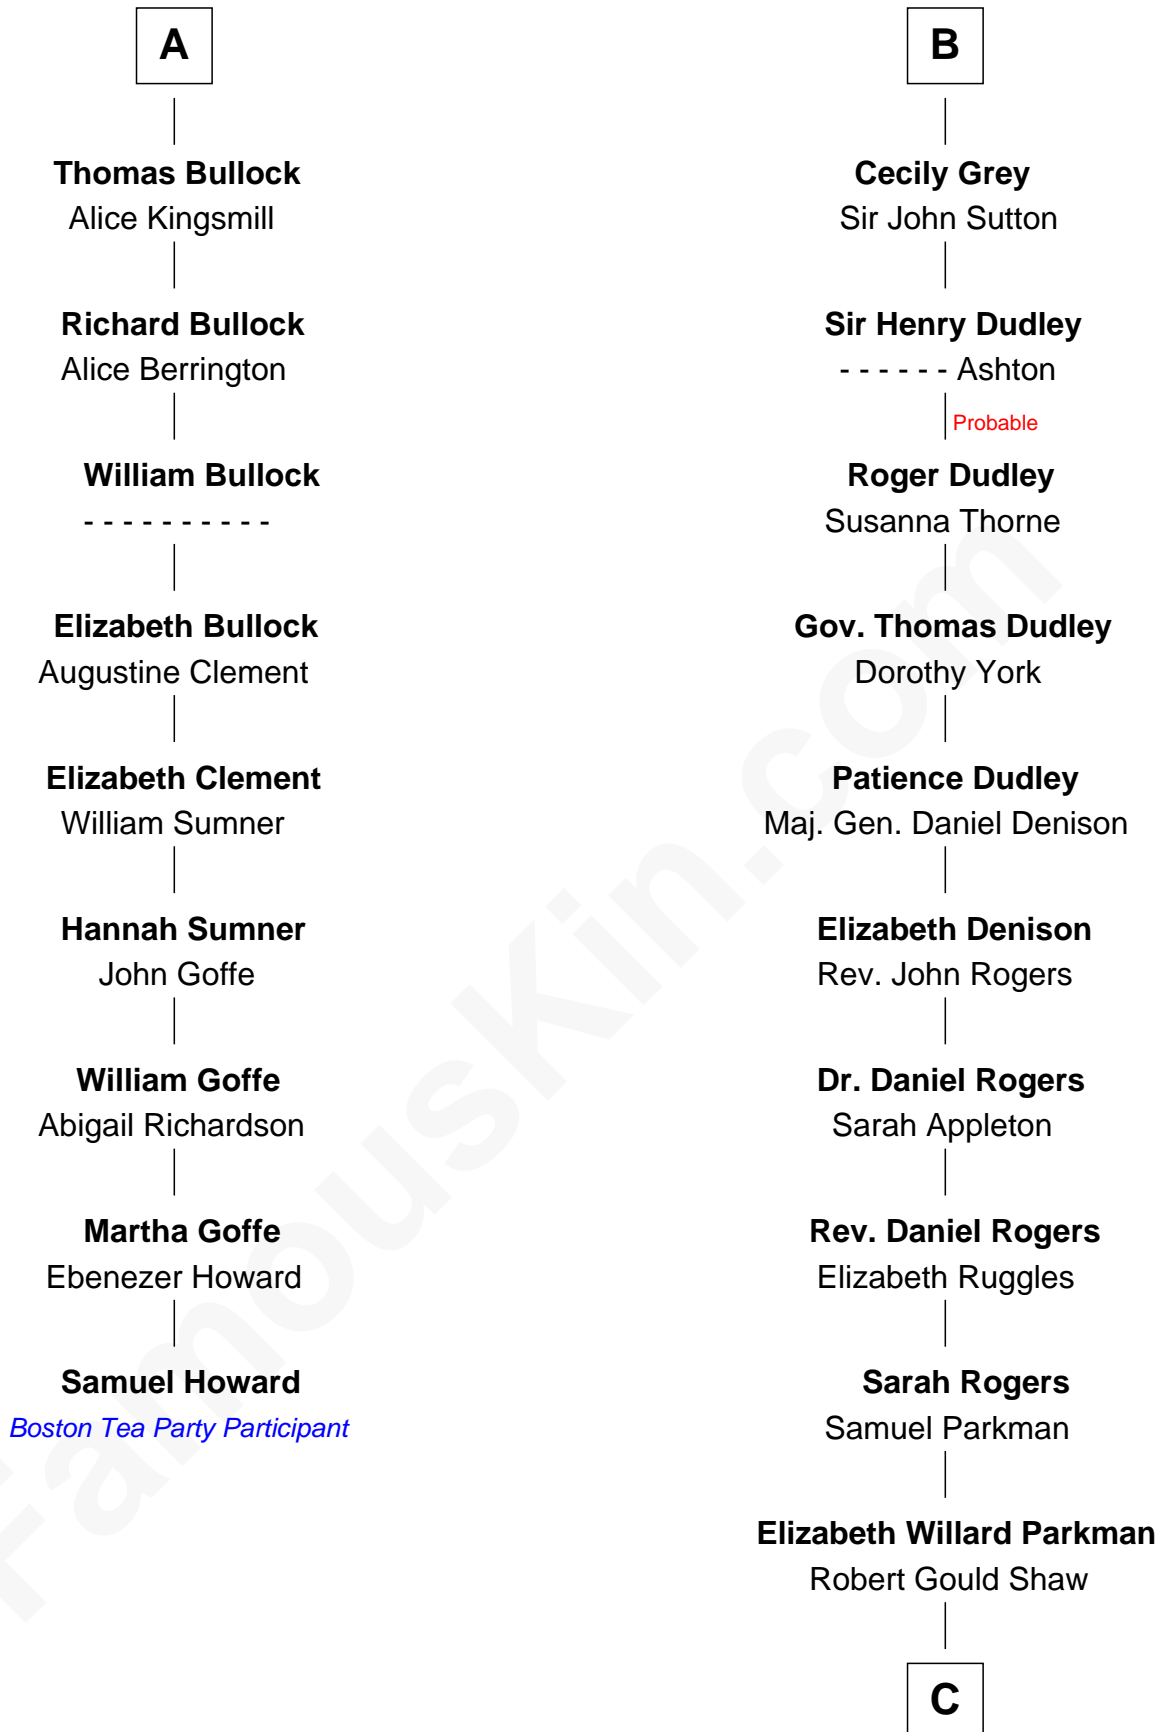 A
Thomas Bullock
Alice Kingsmill
Richard Bullock
Alice Berrington
William Bullock
- - - - - - - - - -
Elizabeth Bullock
Augustine Clement
Elizabeth Clement
William Sumner
Hannah Sumner
John Goffe
William Goffe
Abigail Richardson
Martha Goffe
Ebenezer Howard
Samuel Howard
Boston Tea Party Participant
B
Cecily Grey
Sir John Sutton
Sir Henry Dudley
- - - - - - Ashton
Probable
Roger Dudley
Susanna Thorne
Gov. Thomas Dudley
Dorothy York
Patience Dudley
Maj. Gen. Daniel Denison
Elizabeth Denison
Rev. John Rogers
Dr. Daniel Rogers
Sarah Appleton
Rev. Daniel Rogers
Elizabeth Ruggles
Sarah Rogers
Samuel Parkman
Elizabeth Willard Parkman
Robert Gould Shaw
C
FamousKin.com